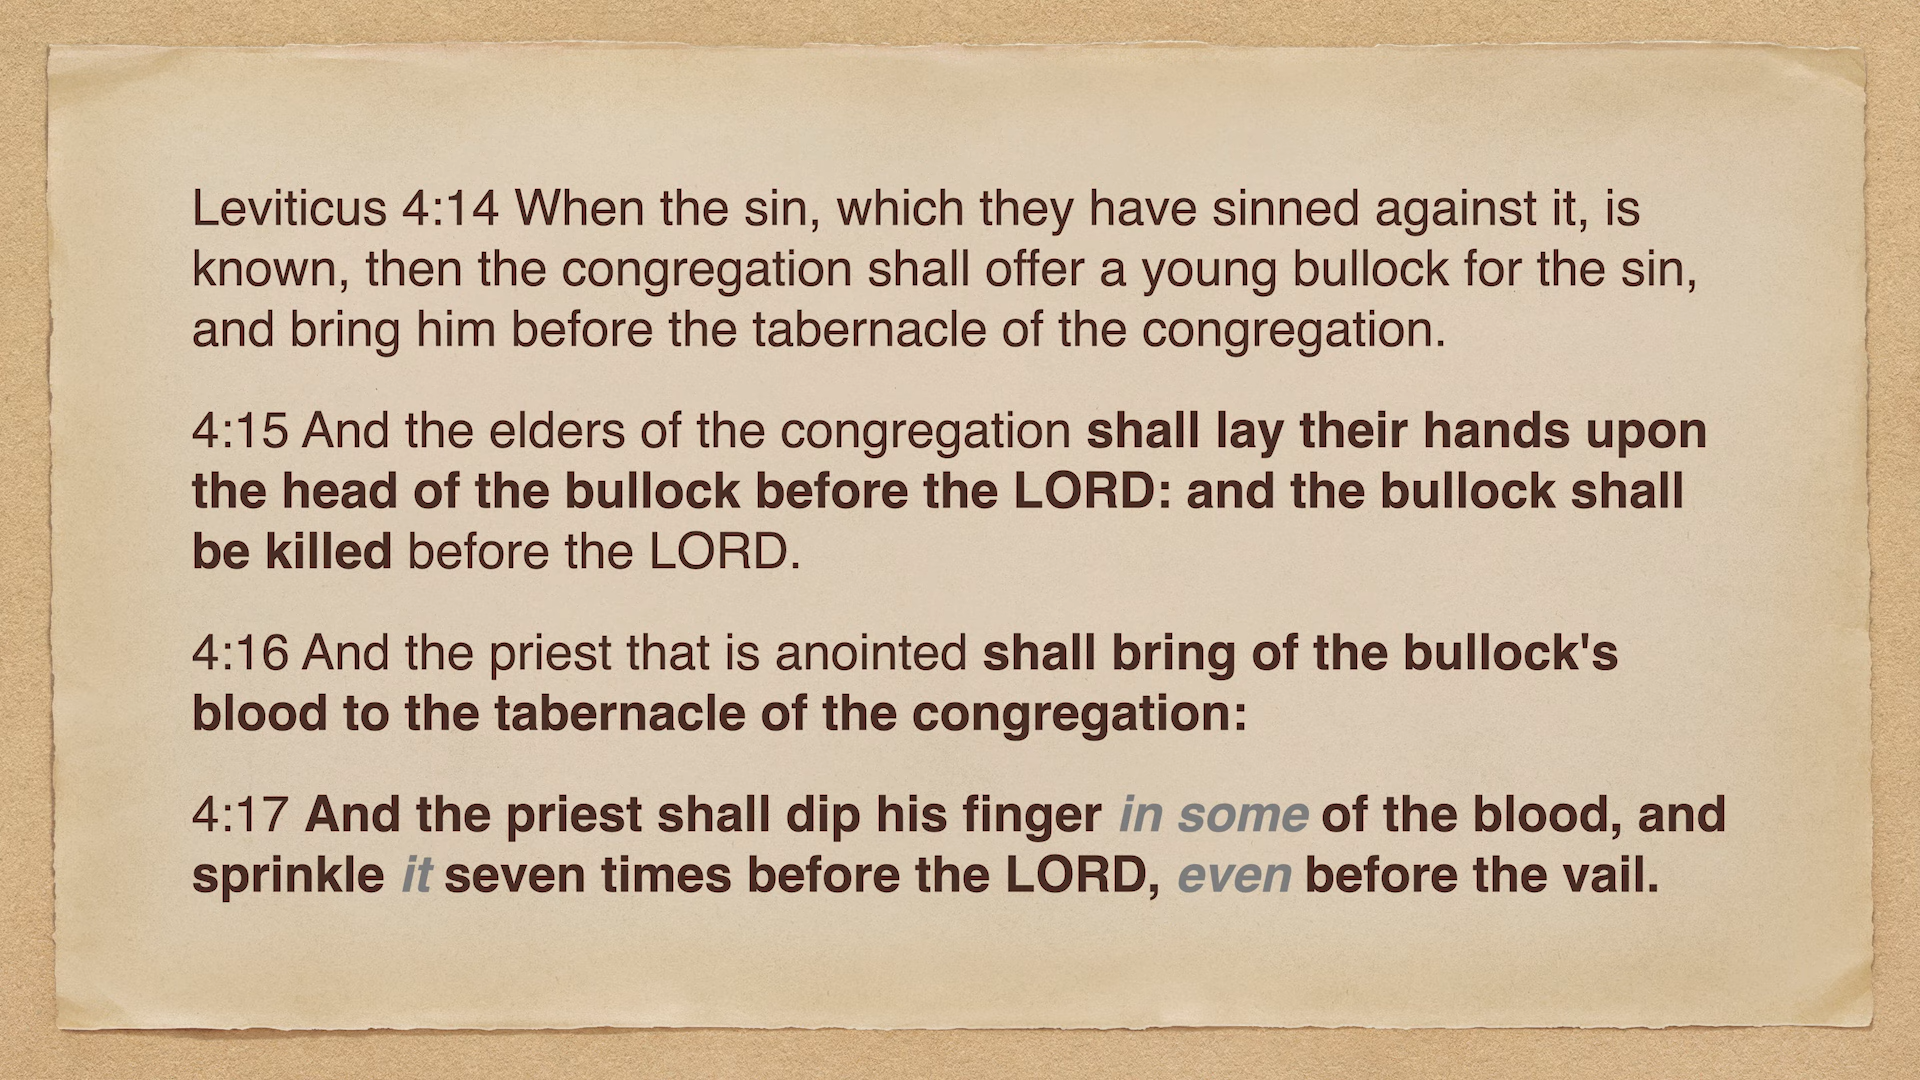 Leviticus 4:14 When the sin, which they have sinned against it, is
known, then the congregation shall offer a young bullock for the sin,
and bring him before the tabernacle of the congregation.
4:15 And the elders of the congregation shall lay their hands upon
the head of the bullock before the LORD: and the bullock shall
be killed before the LORD.
4:16 And the priest that is anointed shall bring of the bullock's
blood to the tabernacle of the congregation:
4:17 And the priest shall dip his finger in some of the blood, and
sprinkle it seven times before the LORD, even before the vail.